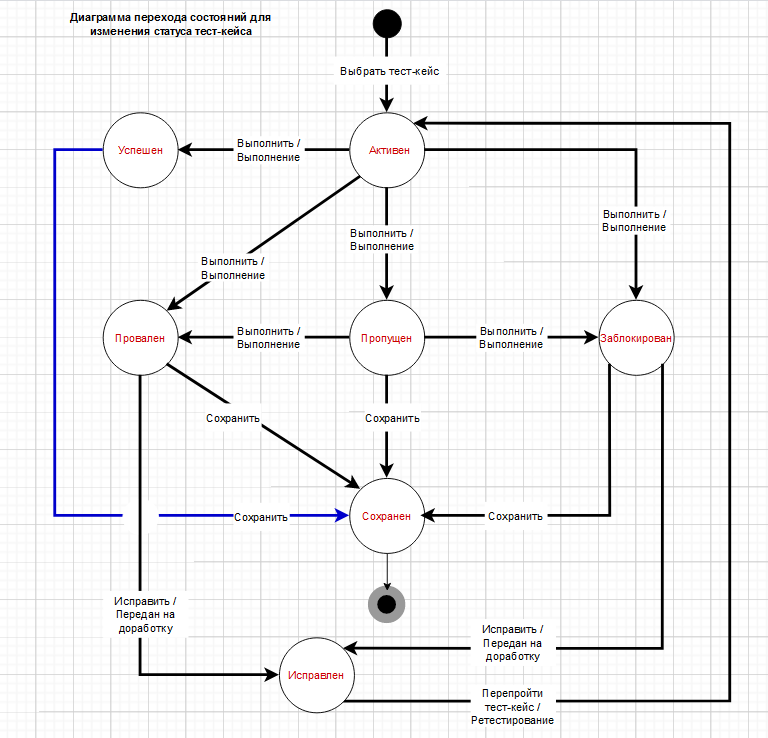 Диаграмма перехода состояний для
изменения статуса тест-кейса
Выбрать тест-кейс
Успешен
Выполнить /
Выполнение
Активен
Выполнить /
Выполнение
Выполнить /
Выполнение
Выполнить /
Выполнение
Провален
Выполнить /
Выполнение
Пропущен
Выполнить /
Выполнение
Заблокирован
Сохранить
Сохранить
Сохранить
Сохранен
Сохранить
Исправить /
Передан на
доработку
Исправить /
Передан на
доработку
Исправлен
Перепройти
тест-кейс /
Ретестирование